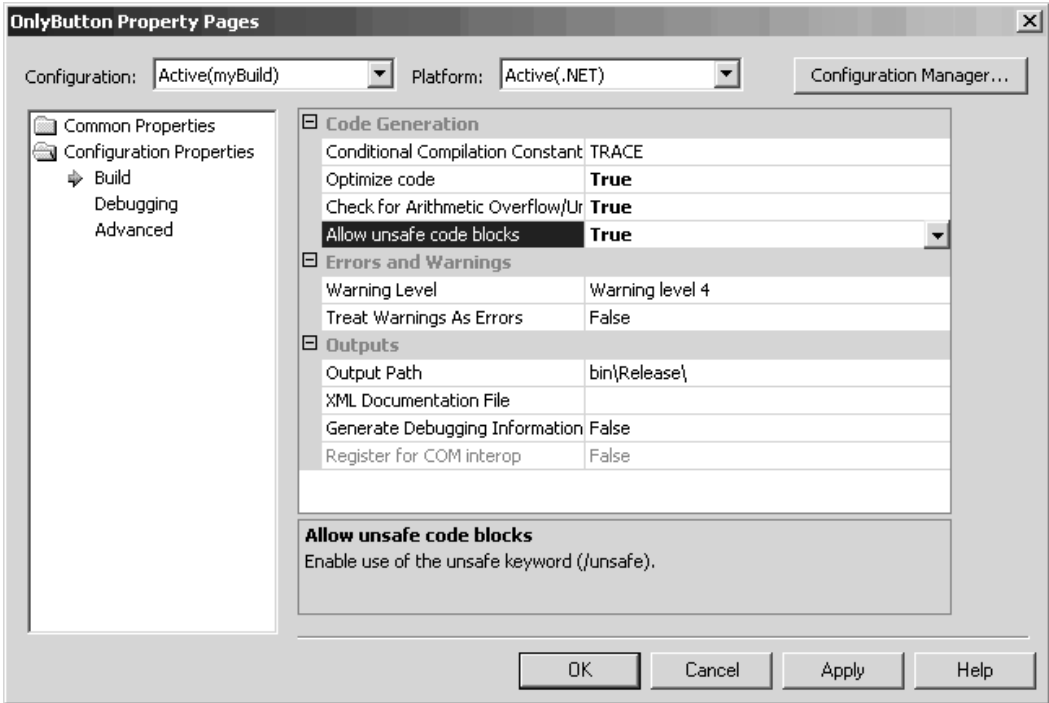 OnlyButton Property Pages
Configuration: Active(myBuild) Platform: Active(.NET) Configuration Manager...
Common Properties
Configuration Properties
Build
Debugging
Advanced
Code Generation
Conditional Compilation Constant TRACE
Optimize code True
Check for Arithmetic Overflow/Ur True
Allow unsafe code blocks True
Errors and Warnings
Warning Level Warning level 4
Treat Warnings As Errors False
Outputs
Output Path bin\Release\
XML Documentation File
Generate Debugging Information False
Register for COM interop False
Allow unsafe code blocks
Enable use of the unsafe keyword (/unsafe).
OK Cancel Apply Help